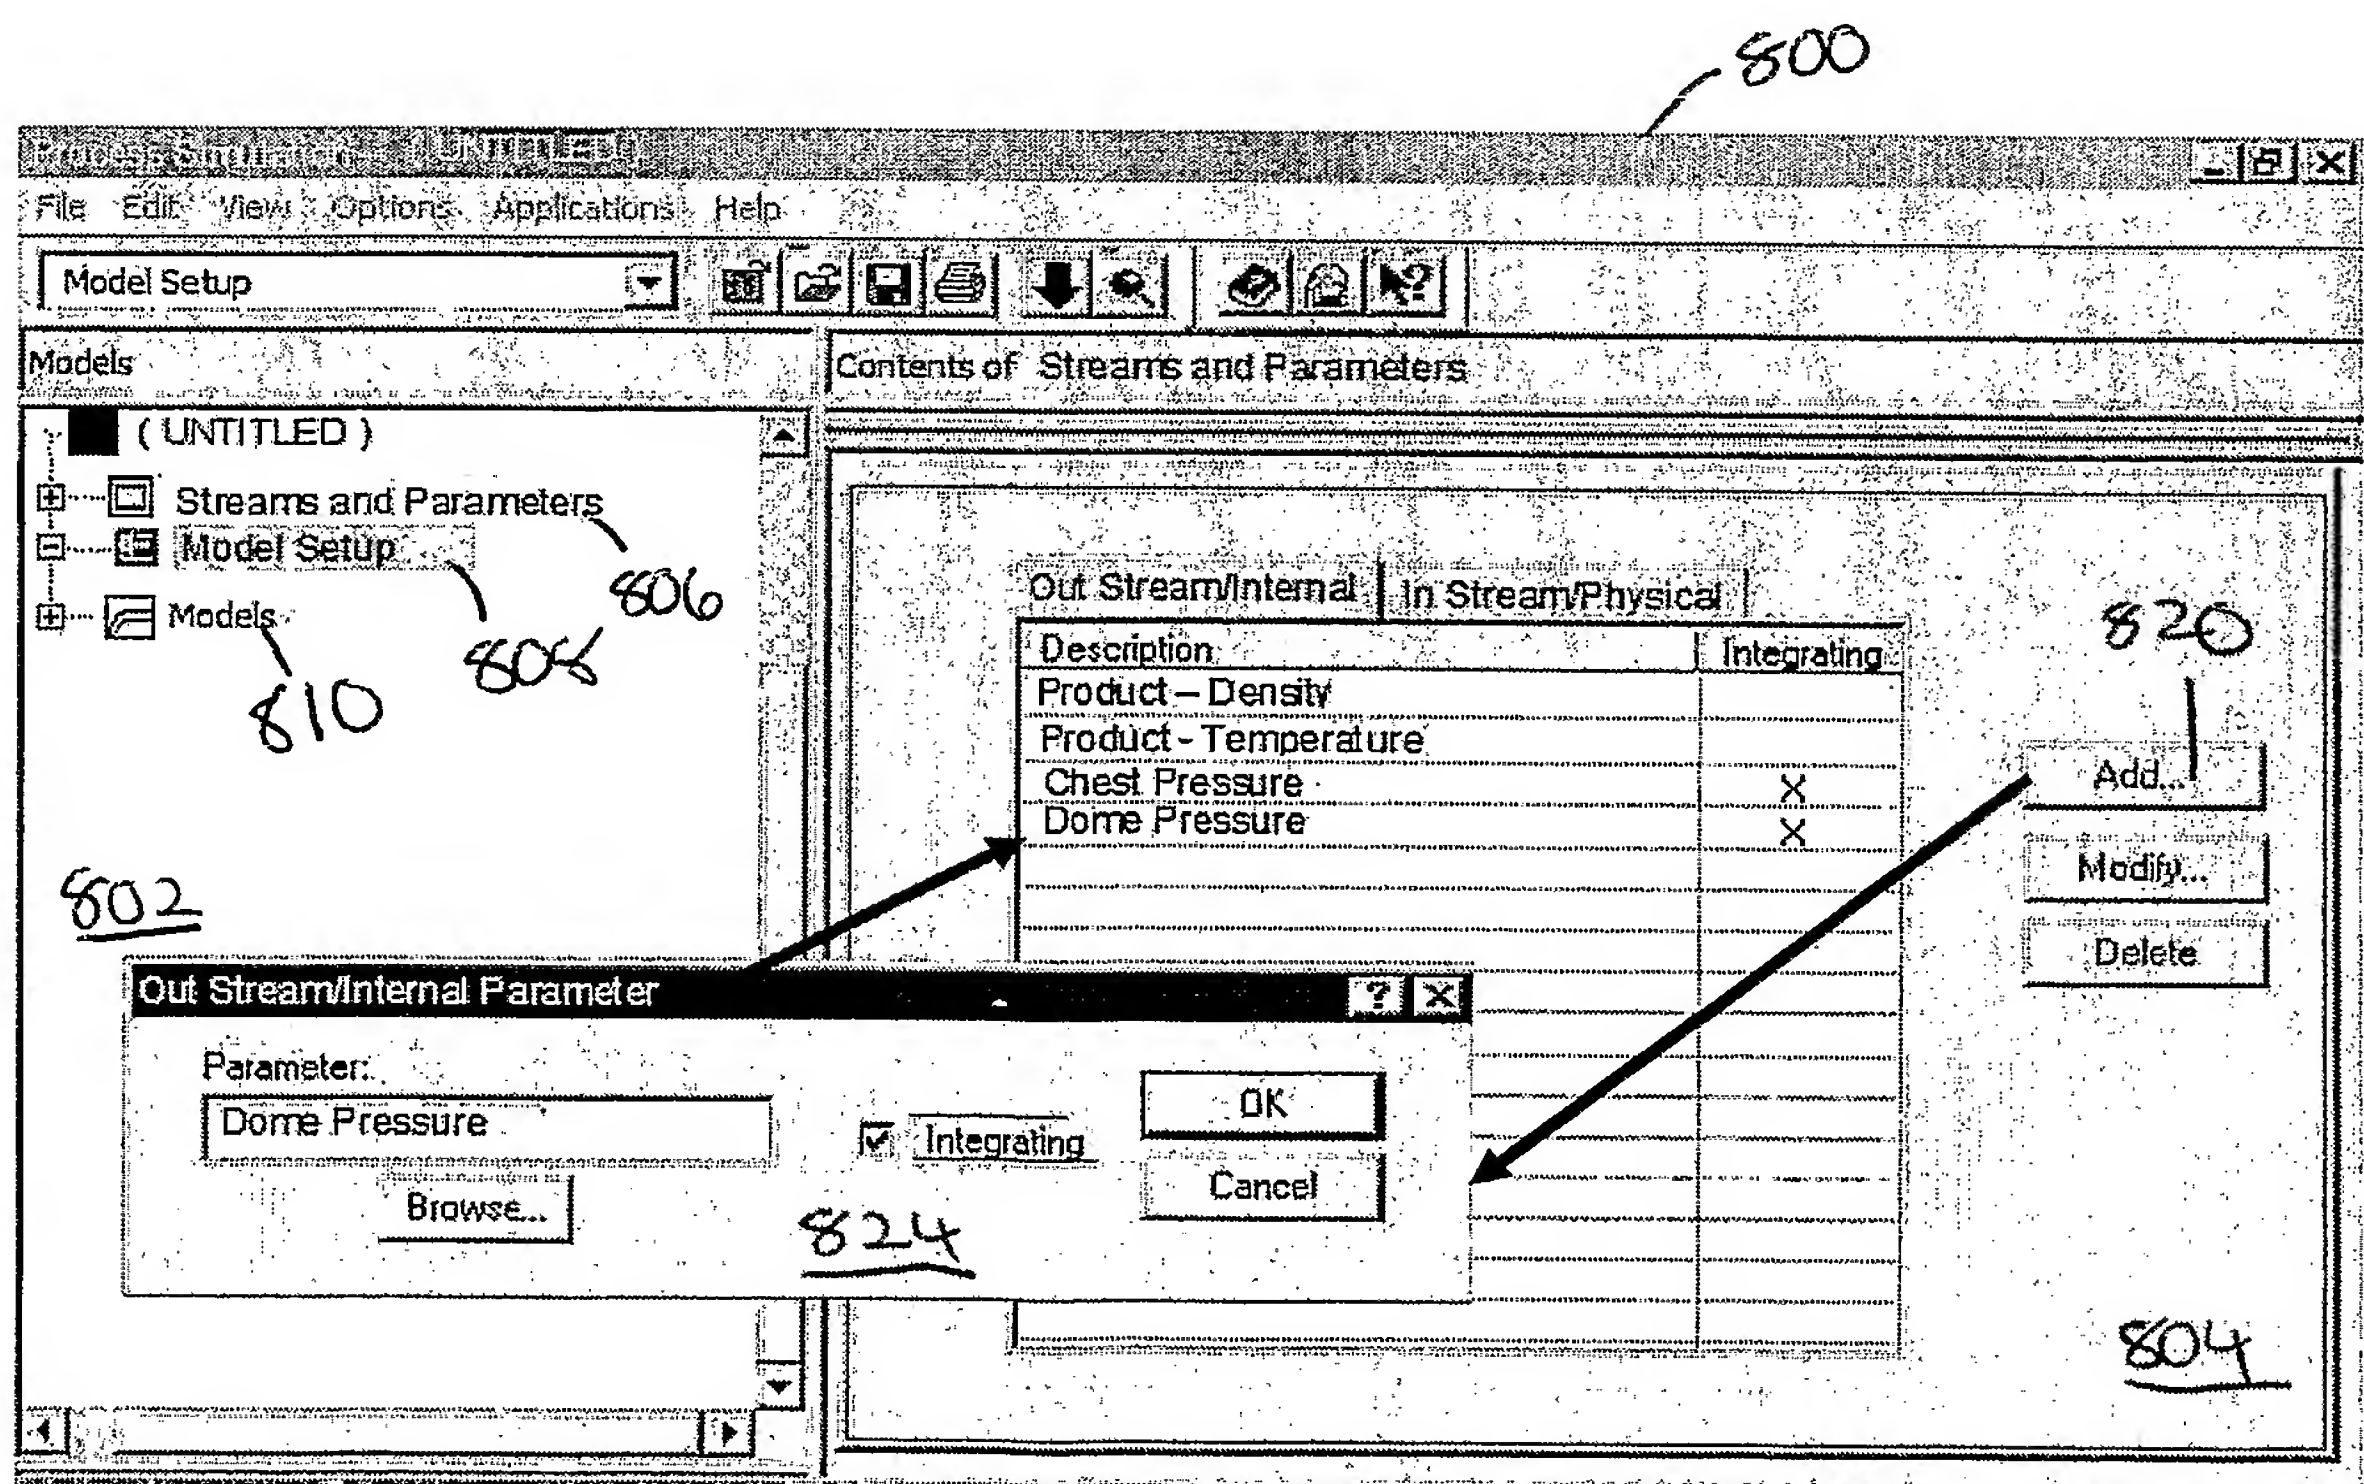 800
Process Simulation - ( UNTITLED )
File Edit View Options Applications Help
Model Setup
Models
Contents of Streams and Parameters
( UNTITLED )
Streams and Parameters
Model Setup
Models
806
808
810
802
Out Stream/Internal In Stream/Physical
Description Integrating
Product – Density
Product - Temperature
Chest Pressure X
Dome Pressure X
820
Add...
Modify...
Delete
Out Stream/Internal Parameter
Parameter:
Dome Pressure
Integrating
OK
Cancel
Browse...
824
804